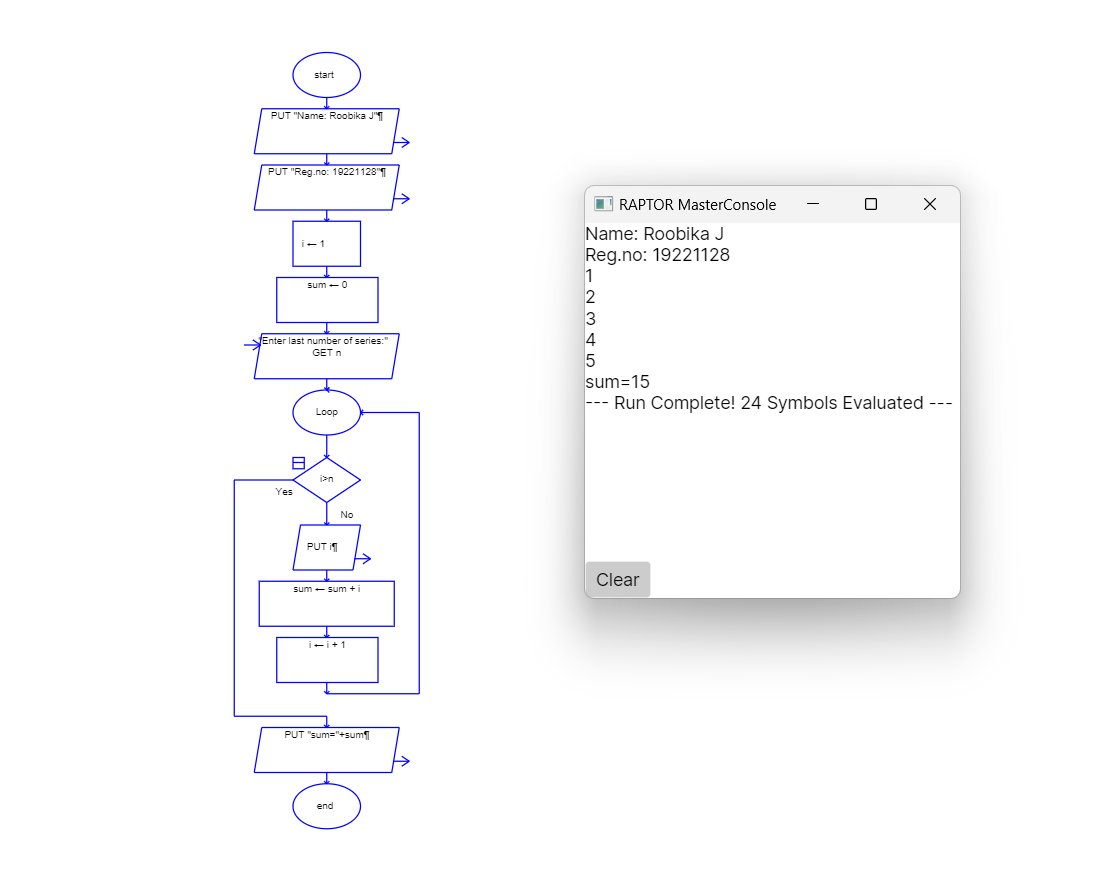 start
PUT "Name: Roobika J"¶
PUT "Reg.no: 19221128"¶
i ← 1
sum ← 0
"Enter last number of series:"
GET n
Loop
i>n
Yes
No
PUT i¶
sum ← sum + i
i ← i + 1
PUT "sum="+sum¶
end
RAPTOR MasterConsole
Name: Roobika J
Reg.no: 19221128
1
2
3
4
5
sum=15
--- Run Complete! 24 Symbols Evaluated ---
Clear